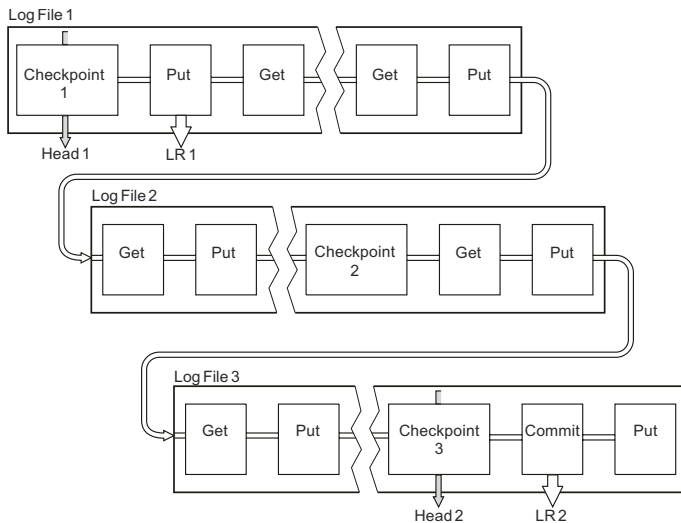 Log File 1
Checkpoint
1
Put
Get
Get
Put
Head 1
LR 1
Log File 2
Get
Put
Checkpoint
2
Get
Put
Log File 3
Get
Put
Checkpoint
3
Commit
Put
Head 2
LR 2